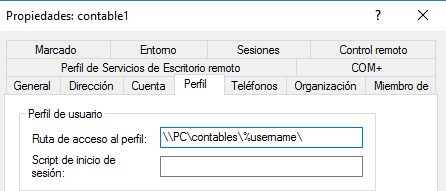 Propiedades: contable1
Marcado Entorno Sesiones Control remoto
Perfil de Servicios de Escritorio remoto COM+
General Dirección Cuenta Perfil Teléfonos Organización Miembro de
Perfil de usuario
Ruta de acceso al perfil: \\PC\contables\%username\
Script de inicio de
sesión: